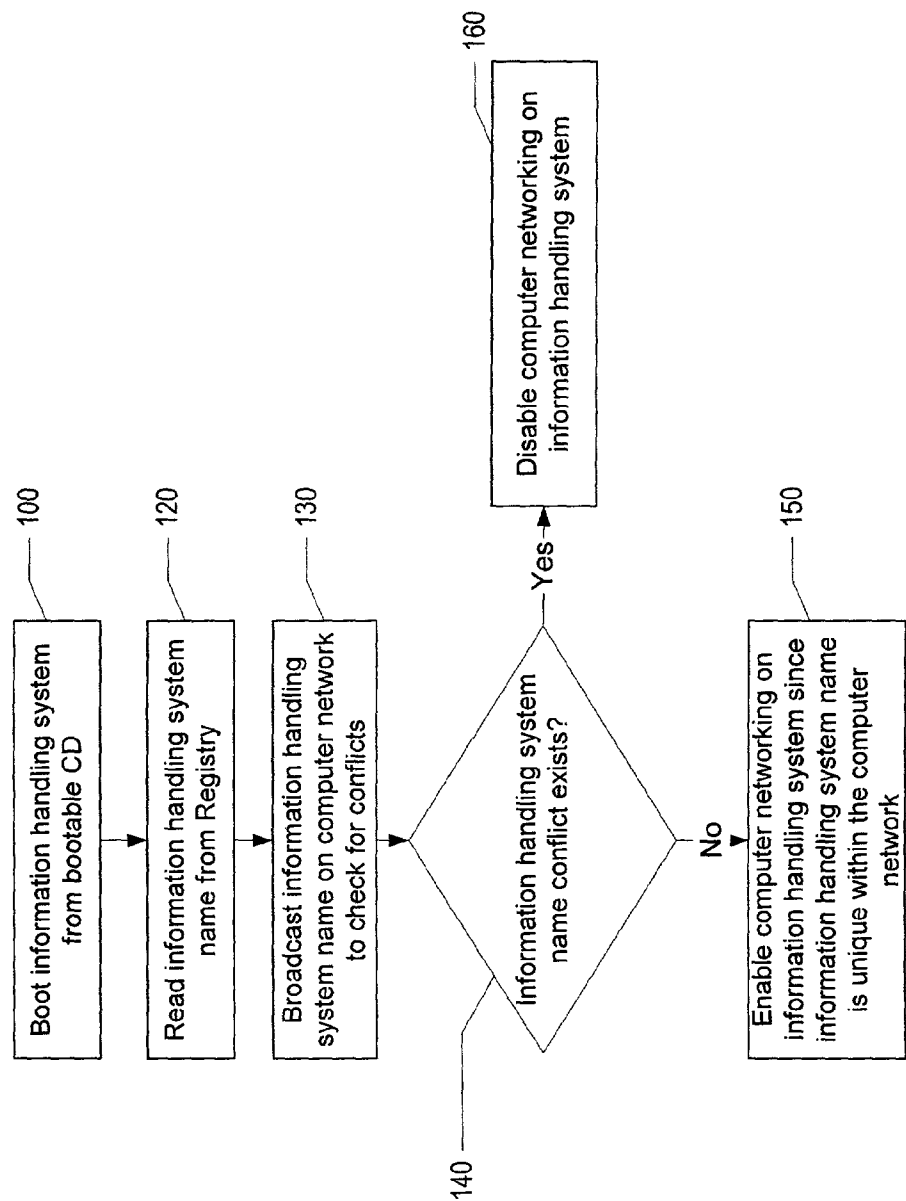 100
Boot information handling system
from bootable CD
120
Read information handling system
name from Registry
130
Broadcast information handling
system name on computer network
to check for conflicts
140
Information handling system
name conflict exists?
Yes
160
Disable computer networking on
information handling system
No
150
Enable computer networking on
information handling system since
information handling system name
is unique within the computer
network